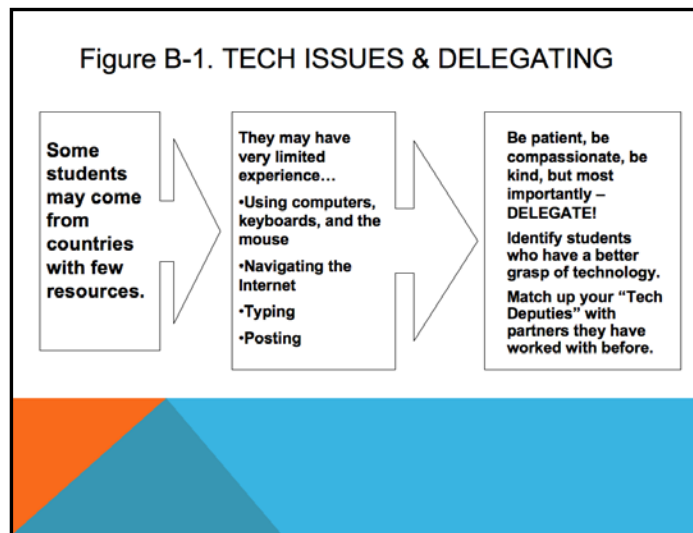 Figure B-1. TECH ISSUES & DELEGATING
Some
students
may come
from
countries
with few
resources.
They may have
very limited
experience…
•Using computers,
keyboards, and the
mouse
•Navigating the
Internet
•Typing
•Posting
Be patient, be
compassionate, be
kind, but most
importantly –
DELEGATE!
Identify students
who have a better
grasp of technology.
Match up your “Tech
Deputies” with
partners they have
worked with before.